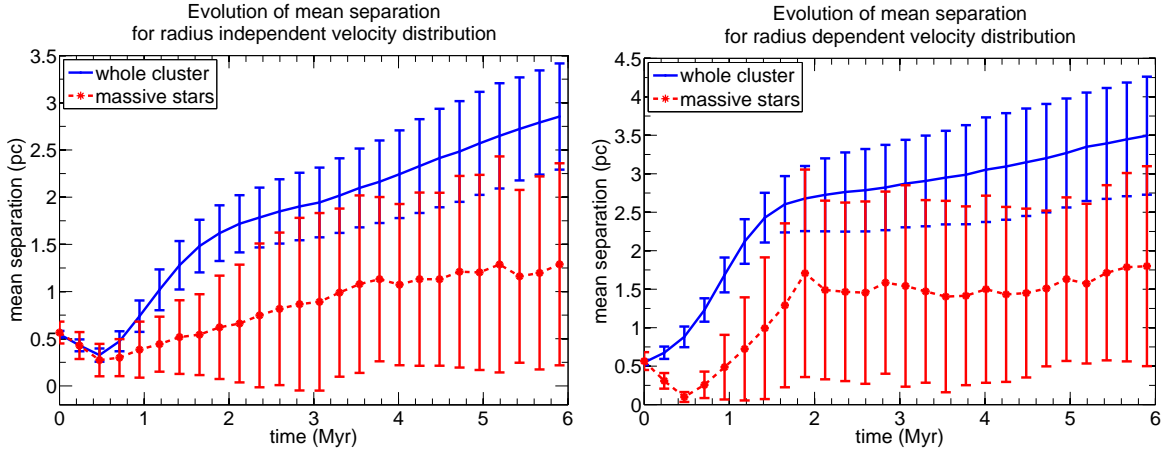 Evolution of mean separation
for radius independent velocity distribution
whole cluster
massive stars
mean separation (pc)
3.5
3
2.5
2
1.5
1
0.5
0
0
1
2
3
4
5
6
time (Myr)
Evolution of mean separation
for radius dependent velocity distribution
whole cluster
massive stars
mean separation (pc)
4.5
4
3.5
3
2.5
2
1.5
1
0.5
0
0
1
2
3
4
5
6
time (Myr)